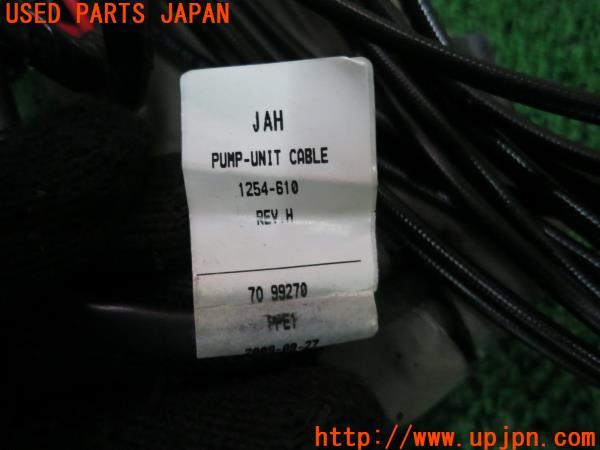 USED PARTS JAPAN
JAH
PUMP-UNIT CABLE
1254-610
REV.H
70 99270
PPE1
http://www.upjpn.com